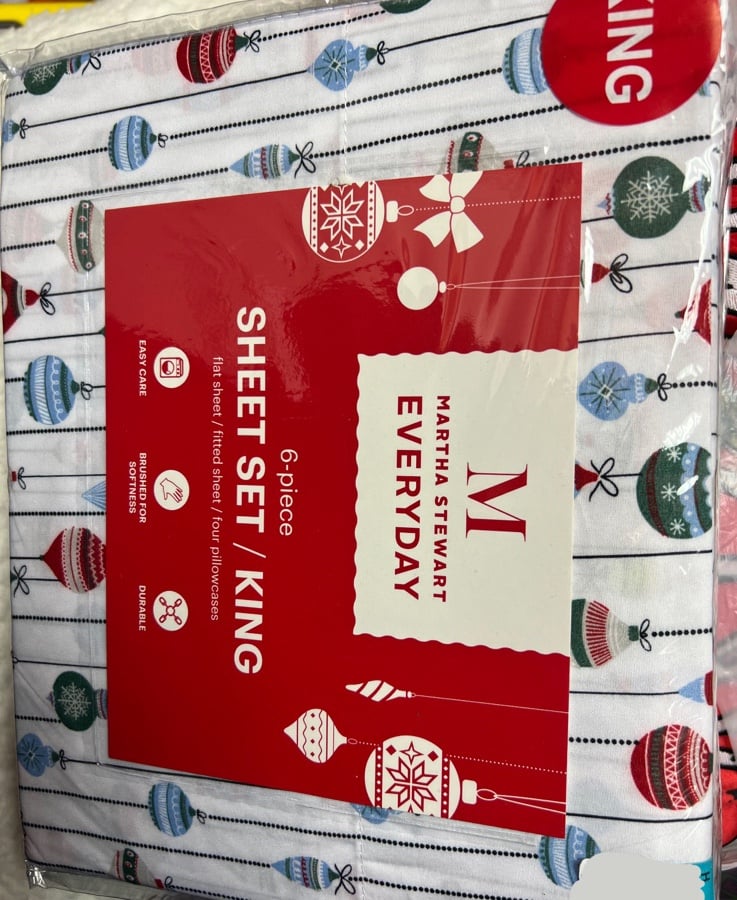 KING
M
MARTHA STEWART
EVERYDAY
6-piece
SHEET SET / KING
flat sheet / fitted sheet / four pillowcases
EASY CARE
BRUSHED FOR
SOFTNESS
DURABLE